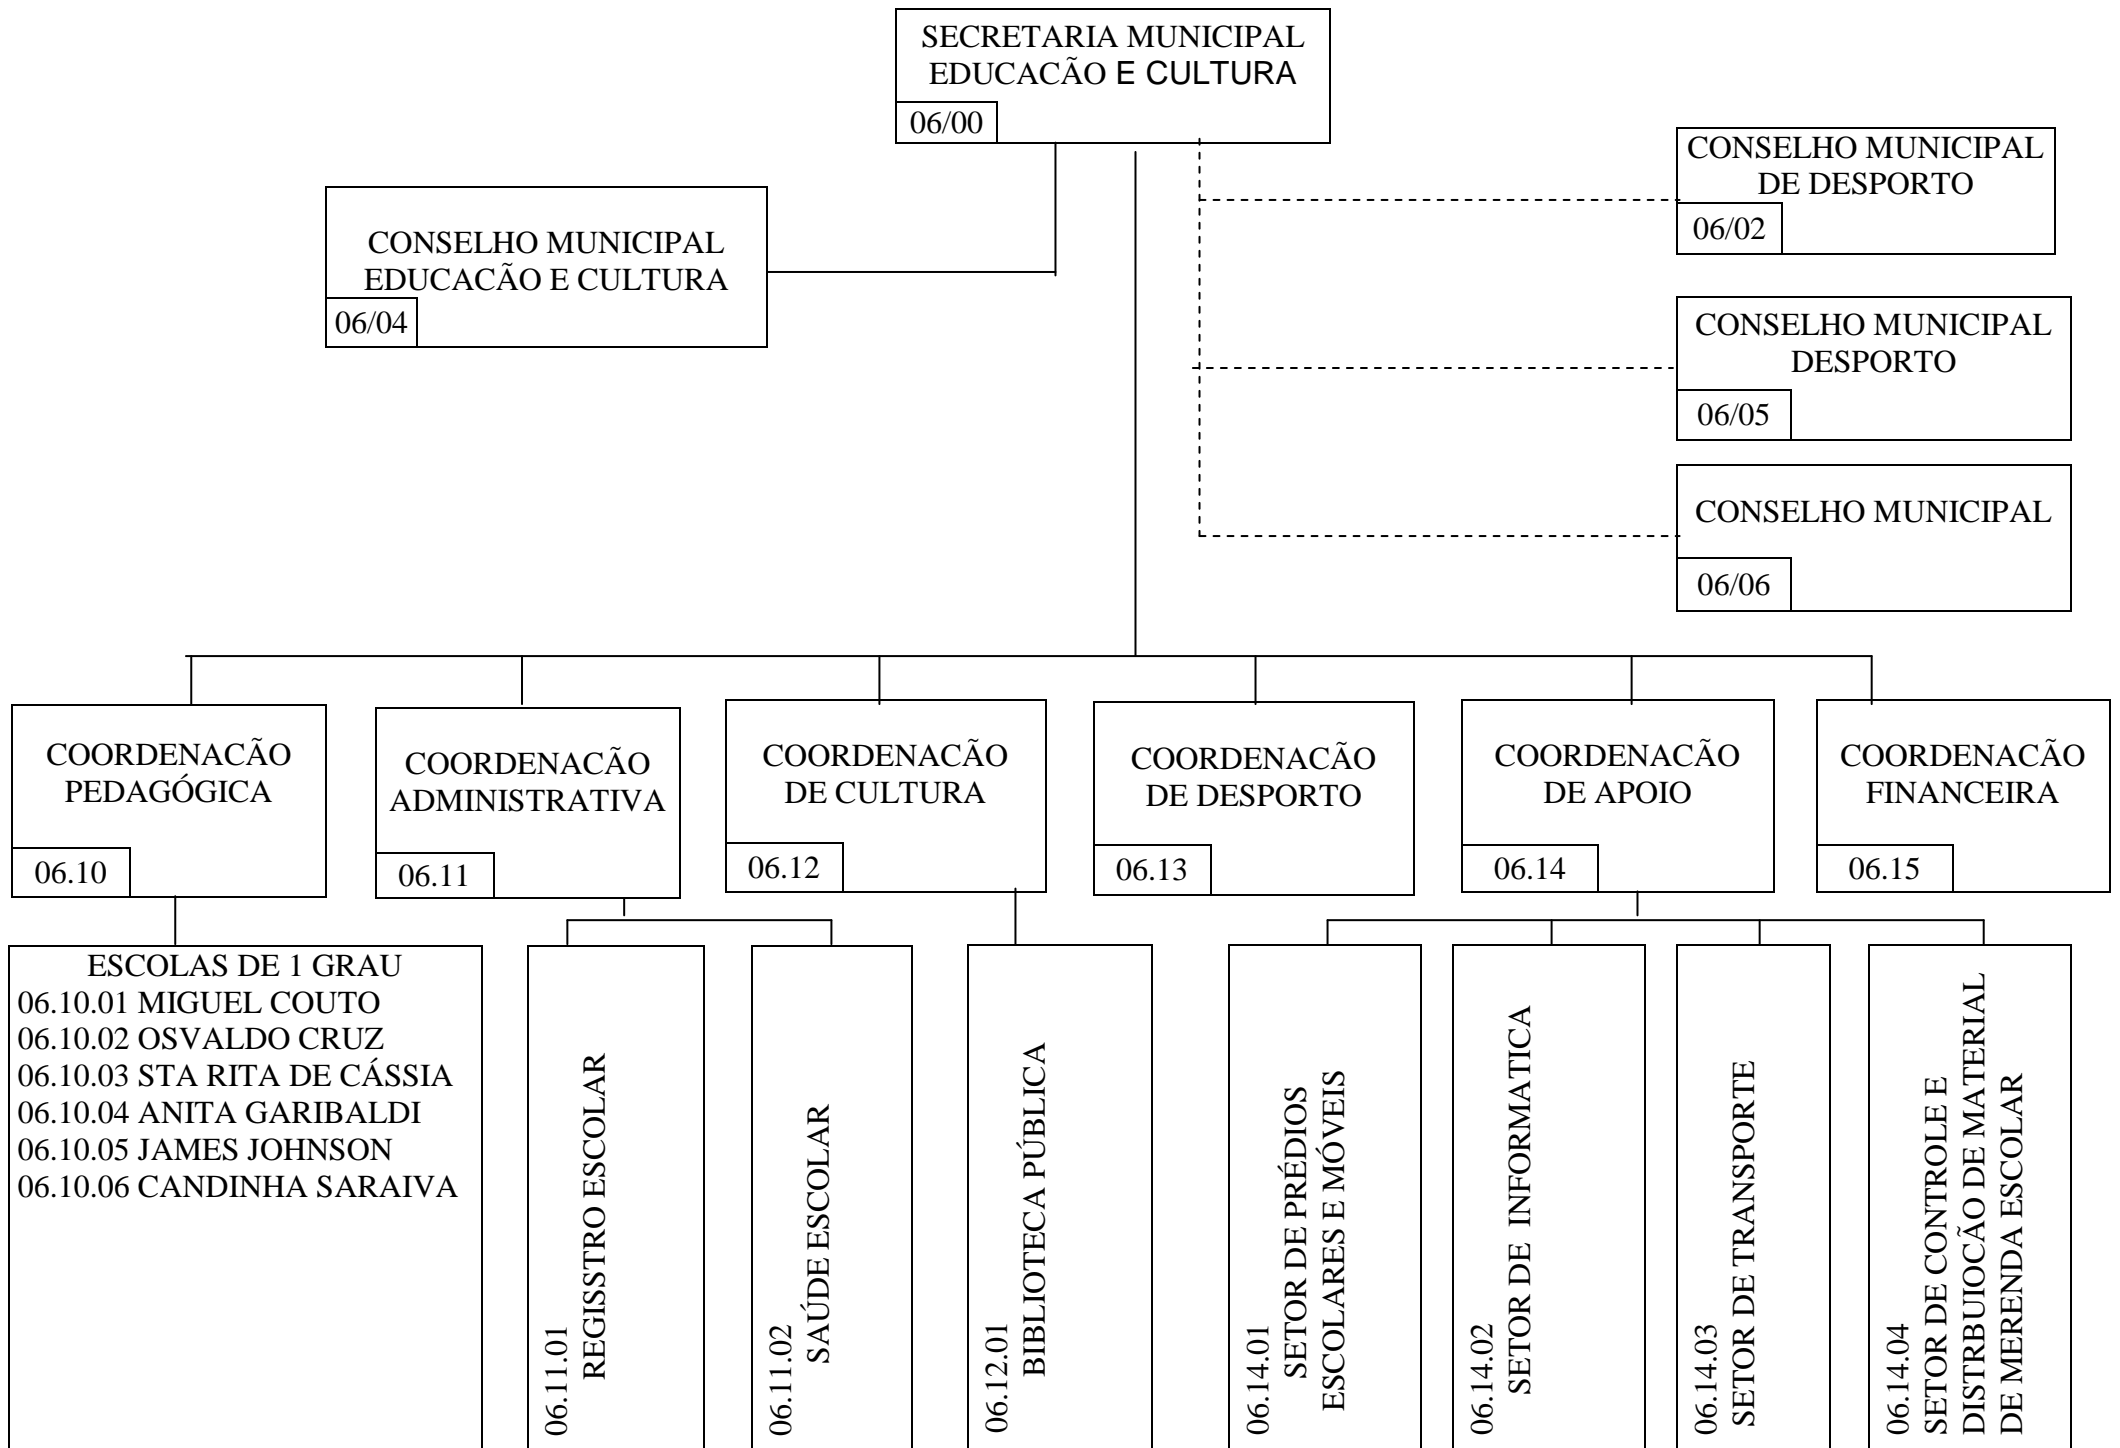 SECRETARIA MUNICIPAL
EDUCACÃO E CULTURA
06/00
CONSELHO MUNICIPAL
DE DESPORTO
06/02
CONSELHO MUNICIPAL
EDUCACÃO E CULTURA
06/04
CONSELHO MUNICIPAL
DESPORTO
06/05
CONSELHO MUNICIPAL
06/06
COORDENACÃO
PEDAGÓGICA
06.10
COORDENACÃO
ADMINISTRATIVA
06.11
COORDENACÃO
DE CULTURA
06.12
COORDENACÃO
DE DESPORTO
06.13
COORDENACÃO
DE APOIO
06.14
COORDENACÃO
FINANCEIRA
06.15
ESCOLAS DE 1 GRAU
06.10.01 MIGUEL COUTO
06.10.02 OSVALDO CRUZ
06.10.03 STA RITA DE CÁSSIA
06.10.04 ANITA GARIBALDI
06.10.05 JAMES JOHNSON
06.10.06 CANDINHA SARAIVA
06.11.01
REGISSTRO ESCOLAR
06.11.02
SAÚDE ESCOLAR
06.12.01
BIBLIOTECA PÚBLICA
06.14.01
SETOR DE PRÉDIOS
ESCOLARES E MÓVEIS
06.14.02
SETOR DE INFORMATICA
06.14.03
SETOR DE TRANSPORTE
06.14.04
SETOR DE CONTROLE E
DISTRBUIOCÃO DE MATERIAL
DE MERENDA ESCOLAR